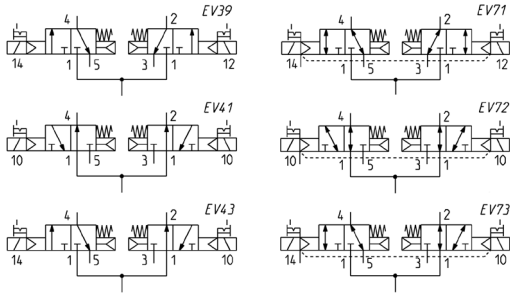 4 2 EV39
14 1 5 3 1 12
4 2 EV71
14 1 5 3 1 12
4 2 EV41
10 1 5 3 1 10
4 2 EV72
10 1 5 3 1 10
4 2 EV43
14 1 5 3 1 10
4 2 EV73
14 1 5 3 1 10